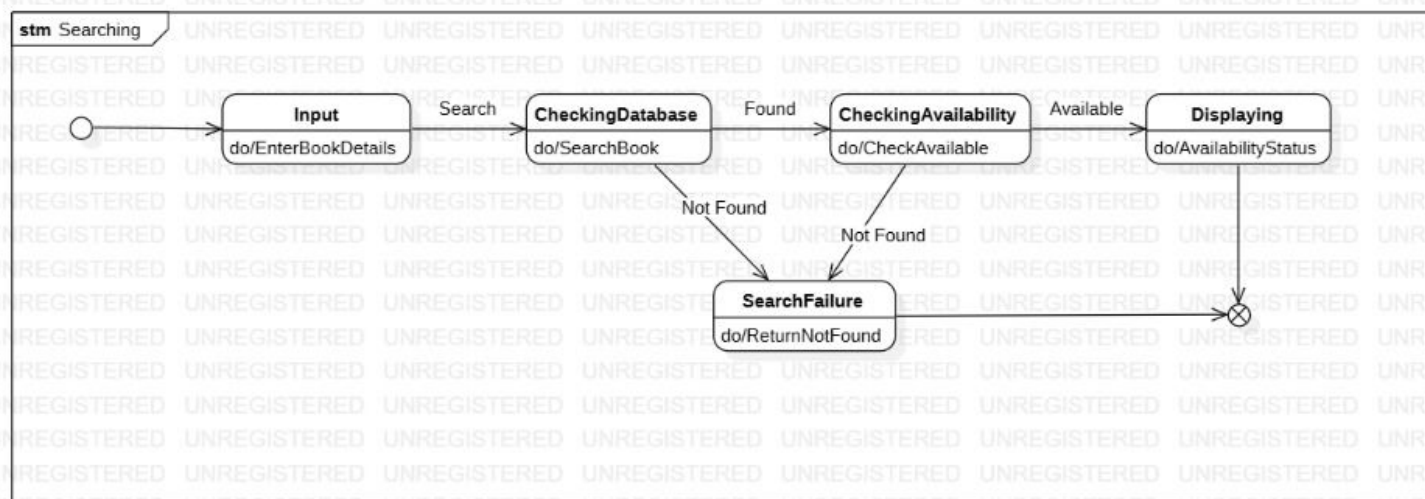 stm Searching
Input
do/EnterBookDetails
Search
CheckingDatabase
do/SearchBook
Found
CheckingAvailability
do/CheckAvailable
Available
Displaying
do/AvailabilityStatus
Not Found
Not Found
SearchFailure
do/ReturnNotFound
UNREGISTERED